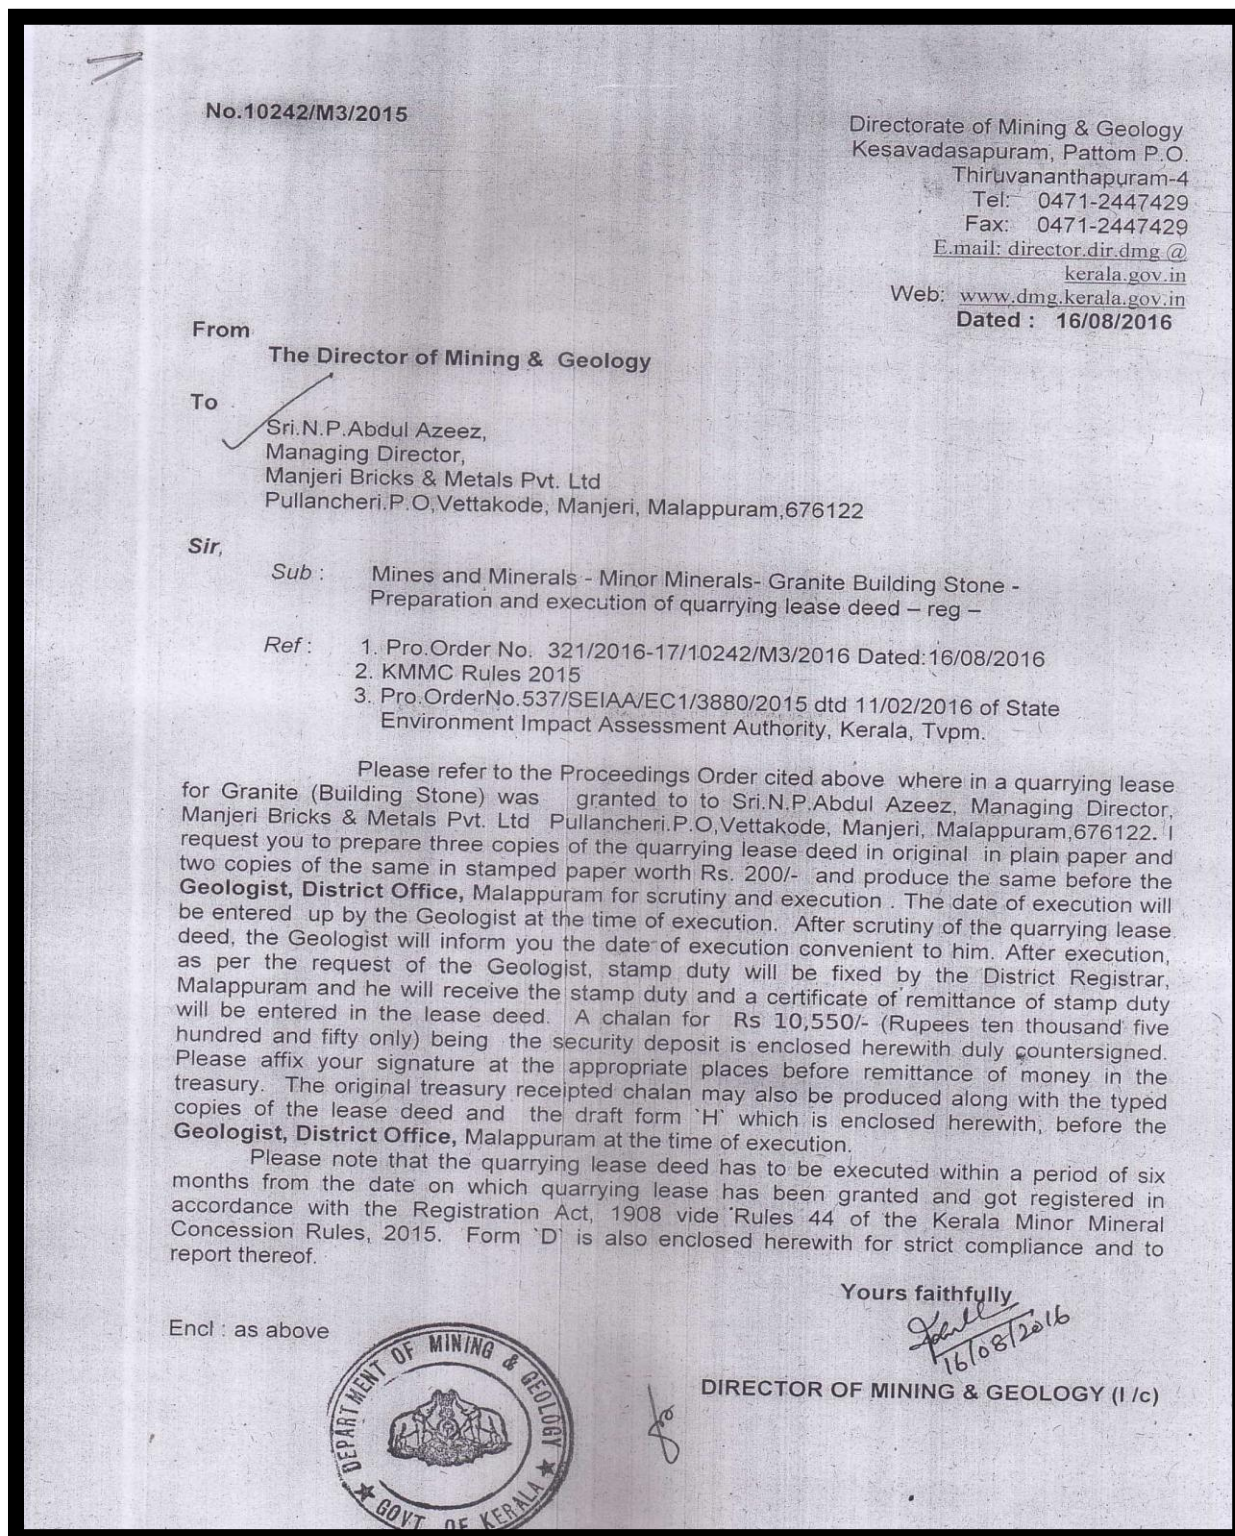 No.10242/M3/2015
Directorate of Mining & Geology
Kesavadasapuram, Pattom P.O.
Thiruvananthapuram-4
Tel: 0471-2447429
Fax: 0471-2447429
E.mail: director.dir.dmg @
kerala.gov.in
Web: www.dmg.kerala.gov.in
Dated : 16/08/2016
From
The Director of Mining & Geology
To
Sri.N.P.Abdul Azeez,
Managing Director,
Manjeri Bricks & Metals Pvt. Ltd
Pullancheri.P.O,Vettakode, Manjeri, Malappuram,676122
Sir,
Sub : Mines and Minerals - Minor Minerals- Granite Building Stone -
Preparation and execution of quarrying lease deed – reg –
Ref : 1. Pro.Order No. 321/2016-17/10242/M3/2016 Dated:16/08/2016
2. KMMC Rules 2015
3. Pro.OrderNo.537/SEIAA/EC1/3880/2015 dtd 11/02/2016 of State
Environment Impact Assessment Authority, Kerala, Tvpm.
Please refer to the Proceedings Order cited above where in a quarrying lease
for Granite (Building Stone) was granted to to Sri.N.P.Abdul Azeez, Managing Director,
Manjeri Bricks & Metals Pvt. Ltd Pullancheri.P.O,Vettakode, Manjeri, Malappuram,676122. I
request you to prepare three copies of the quarrying lease deed in original in plain paper and
two copies of the same in stamped paper worth Rs. 200/- and produce the same before the
Geologist, District Office, Malappuram for scrutiny and execution . The date of execution will
be entered up by the Geologist at the time of execution. After scrutiny of the quarrying lease
deed, the Geologist will inform you the date of execution convenient to him. After execution,
as per the request of the Geologist, stamp duty will be fixed by the District Registrar,
Malappuram and he will receive the stamp duty and a certificate of remittance of stamp duty
will be entered in the lease deed. A chalan for Rs 10,550/- (Rupees ten thousand five
hundred and fifty only) being the security deposit is enclosed herewith duly countersigned.
Please affix your signature at the appropriate places before remittance of money in the
treasury. The original treasury receipted chalan may also be produced along with the typed
copies of the lease deed and the draft form `H` which is enclosed herewith, before the
Geologist, District Office, Malappuram at the time of execution.
Please note that the quarrying lease deed has to be executed within a period of six
months from the date on which quarrying lease has been granted and got registered in
accordance with the Registration Act, 1908 vide Rules 44 of the Kerala Minor Mineral
Concession Rules, 2015. Form `D` is also enclosed herewith for strict compliance and to
report thereof.
Yours faithfully
16/08/2016
Encl : as above
DIRECTOR OF MINING & GEOLOGY (I /c)
DEPARTMENT OF MINING & GEOLOGY
GOVT. OF KERALA